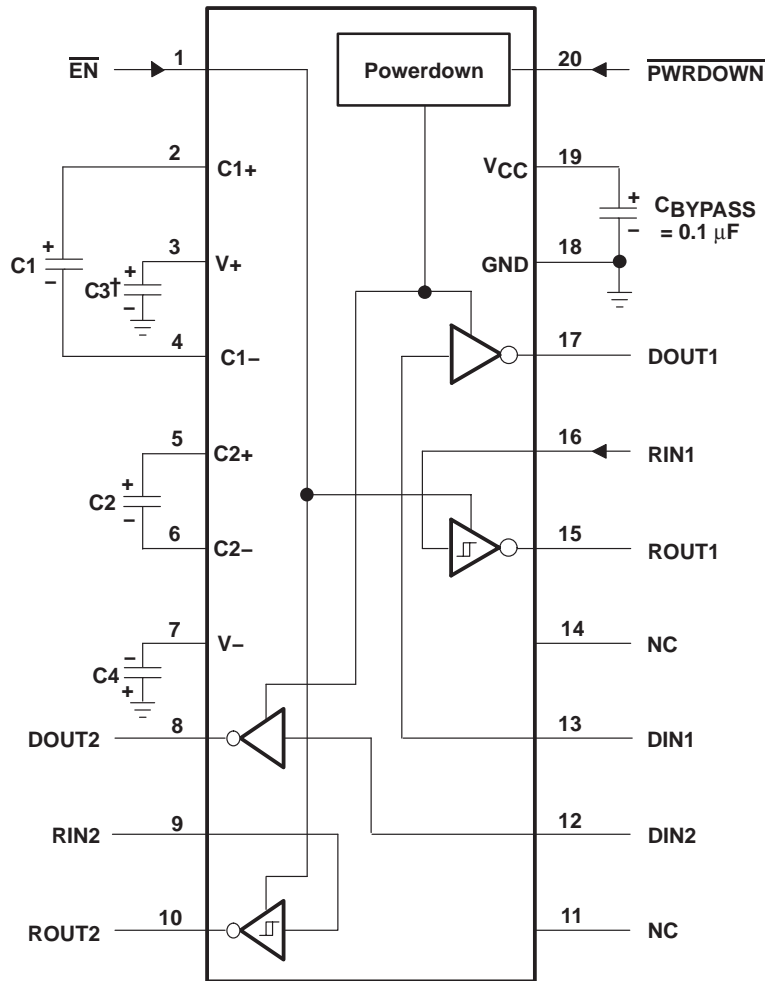 EN
1
Powerdown
20
PWRDOWN
2
C1+
VCC
19
+
CBYPASS
= 0.1 μF
−
C1
+
−
3
V+
+
C3†
−
18
GND
4
C1−
17
DOUT1
5
C2+
16
RIN1
C2
+
−
6
C2−
15
ROUT1
7
V−
14
NC
C4
−
+
DOUT2
8
13
DIN1
RIN2
9
12
DIN2
ROUT2
10
11
NC